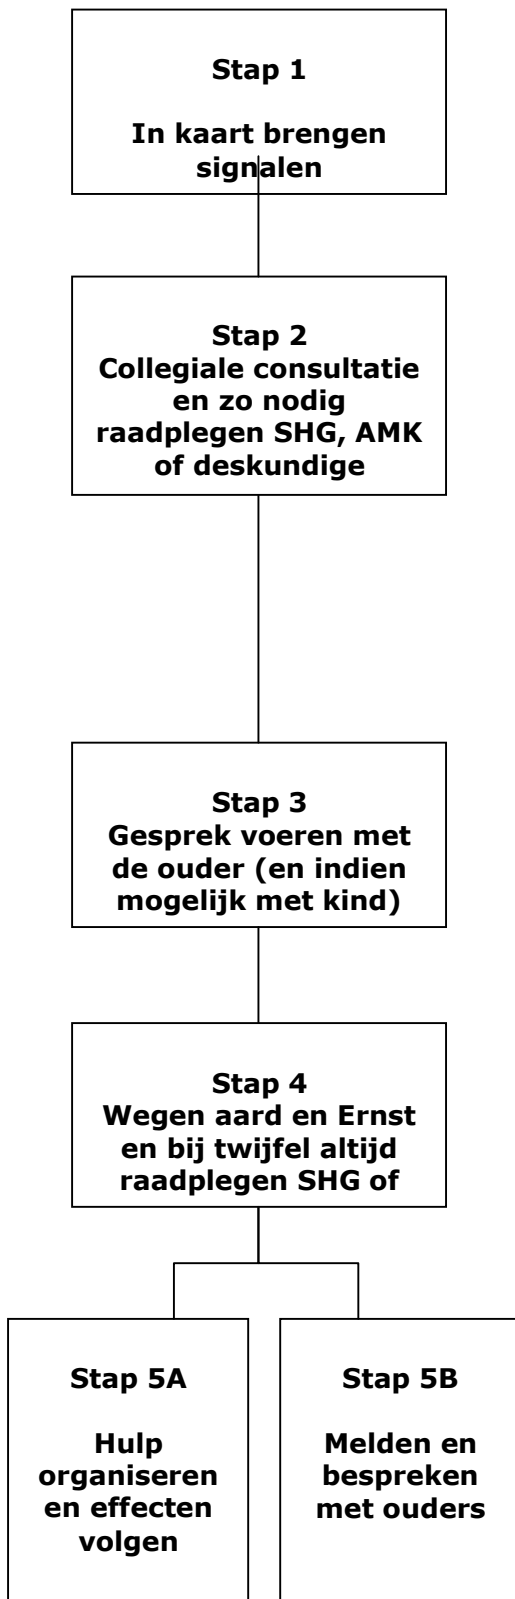 Stap 1
In kaart brengen
signalen
Stap 2
Collegiale consultatie
en zo nodig
raadplegen SHG, AMK
of deskundige
Stap 3
Gesprek voeren met
de ouder (en indien
mogelijk met kind)
Stap 4
Wegen aard en Ernst
en bij twijfel altijd
raadplegen SHG of
Stap 5A
Hulp
organiseren
en effecten
volgen
Stap 5B
Melden en
bespreken
met ouders